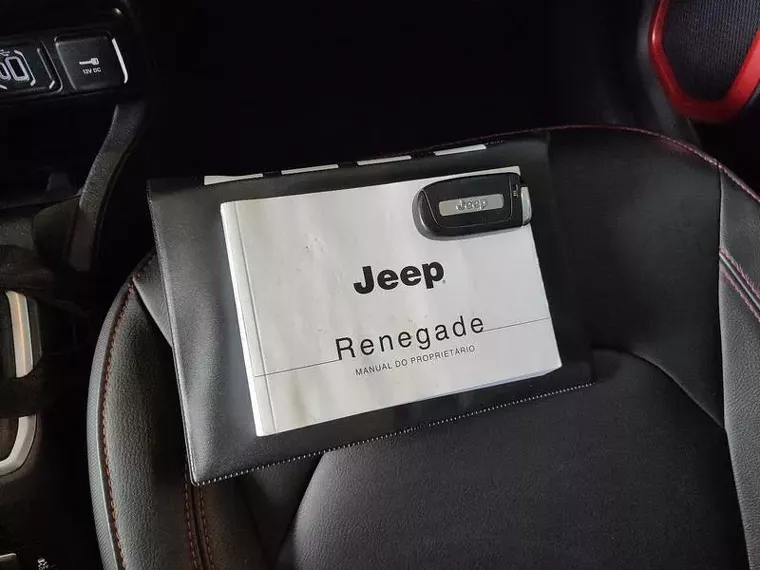 12V DC
Jeep
Jeep
Renegade
MANUAL DO PROPRIETÁRIO